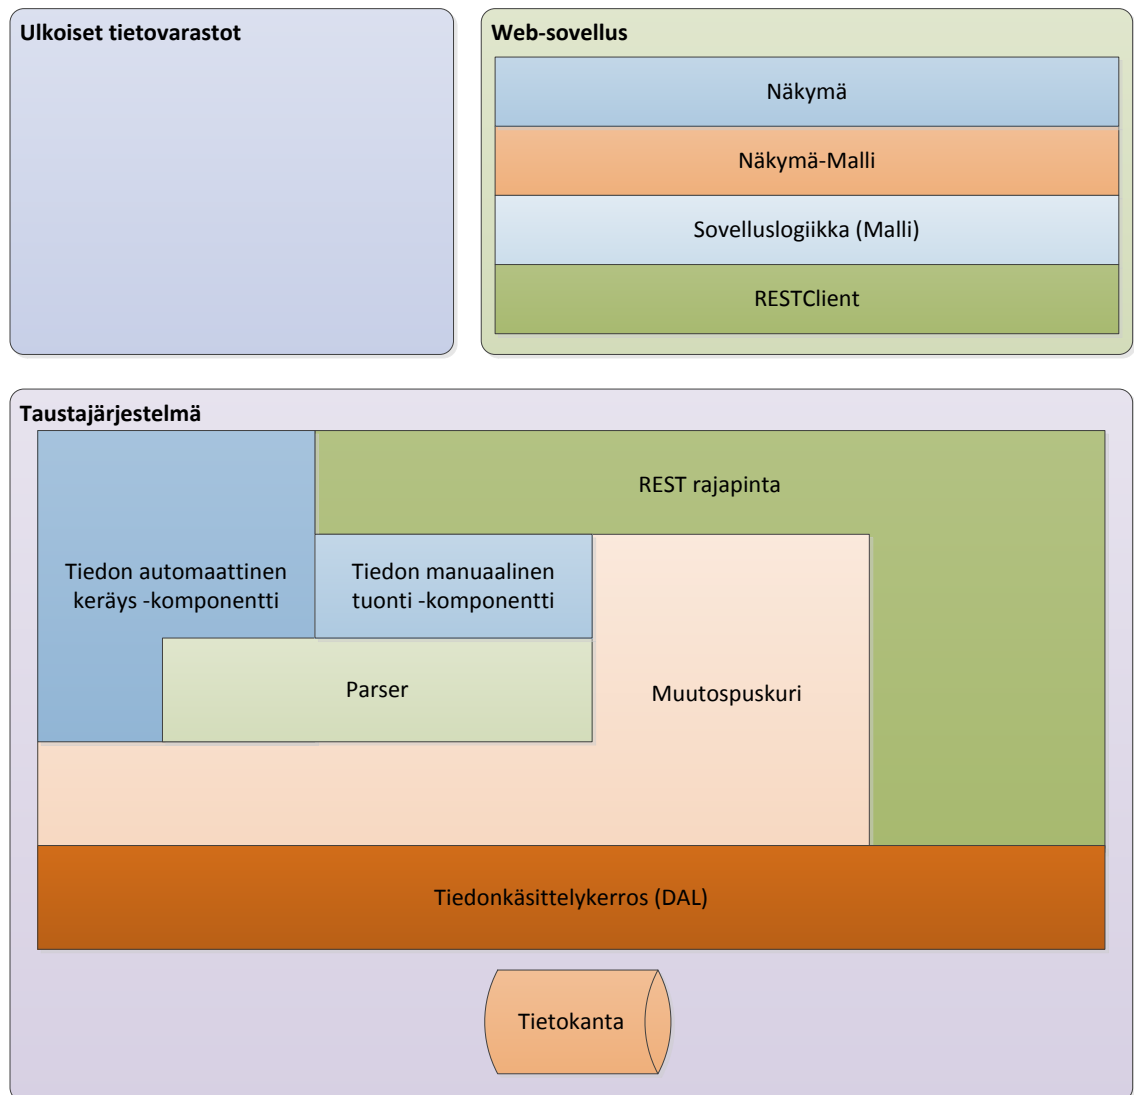 Ulkoiset tietovarastot
Web-sovellus
Näkymä
Näkymä-Malli
Sovelluslogiikka (Malli)
RESTClient
Taustajärjestelmä
REST rajapinta
Tiedon automaattinen
keräys -komponentti
Tiedon manuaalinen
tuonti -komponentti
Parser
Muutospuskuri
Tiedonkäsittelykerros (DAL)
Tietokanta